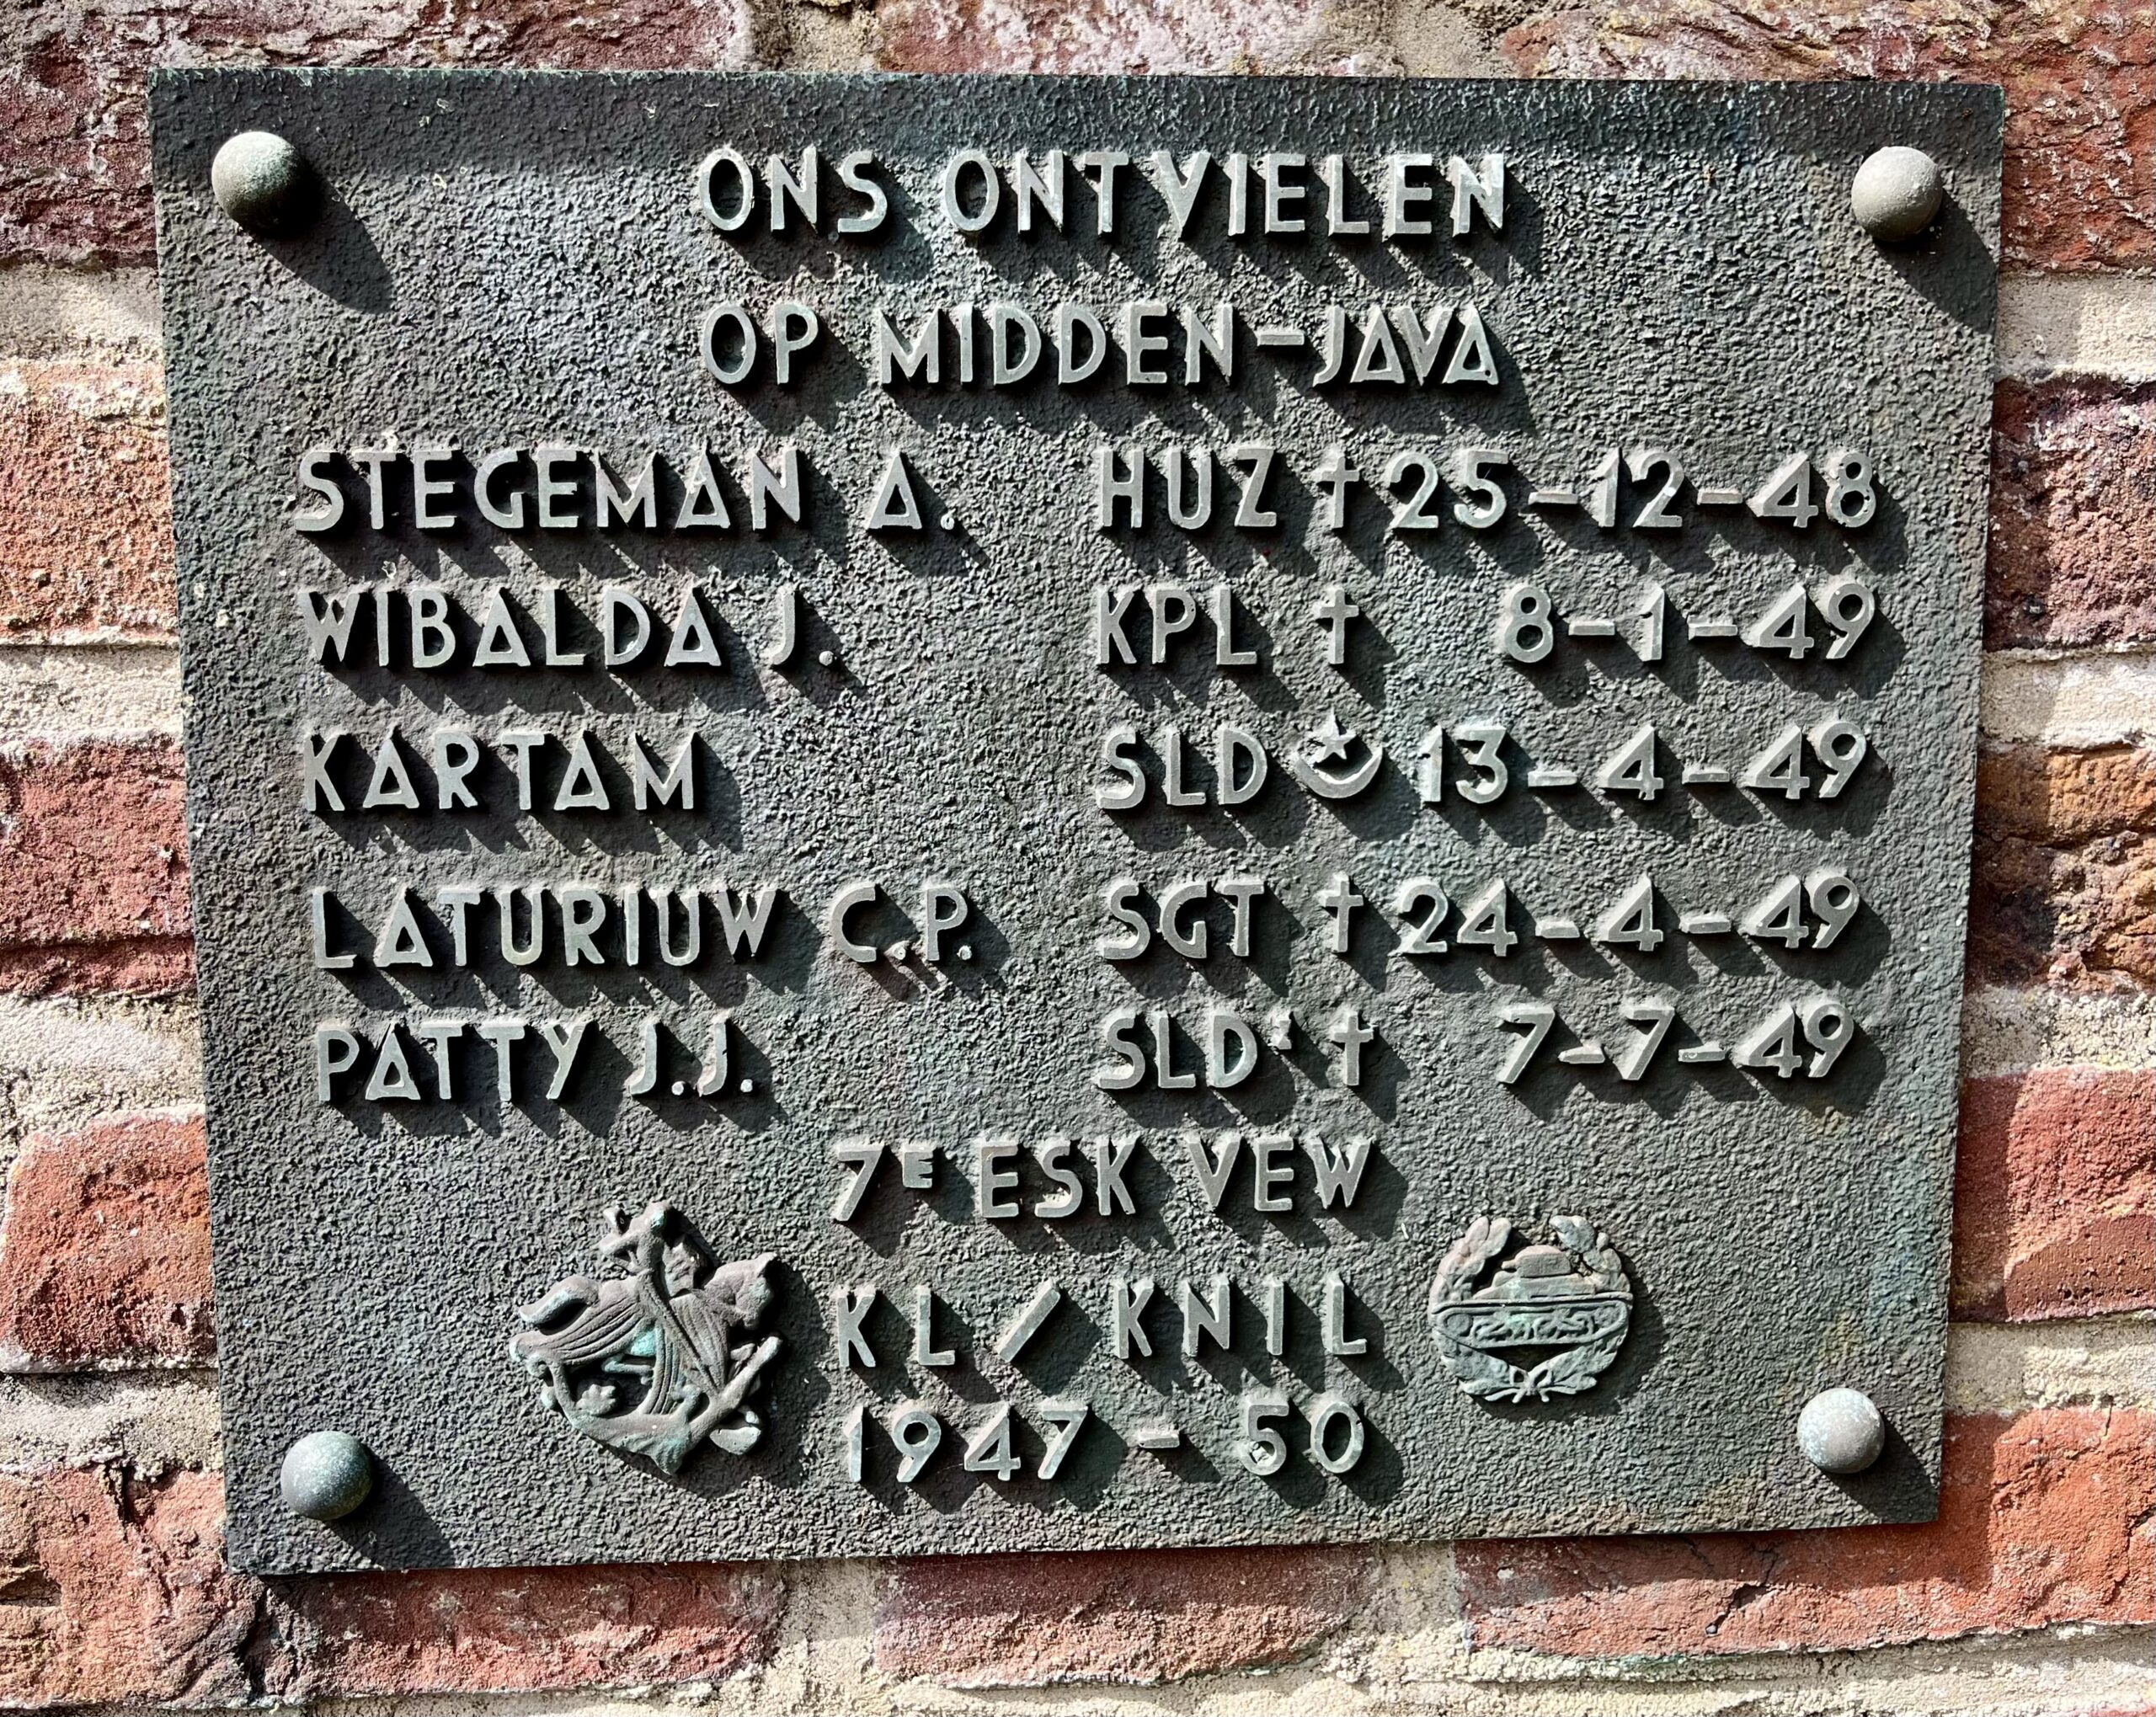 ONS ONTVIELEN
OP MIDDEN-JAVA
STEGEMAN A. HUZ † 25-12-48
WIBALDA J. KPL † 8-1-49
KARTAM SLD ☪ 13-4-49
LATURIUW C.P. SGT † 24-4-49
PATTY J.J. SLD: † 7-7-49
7E ESK VEW
KL / KNIL
1947 - 50